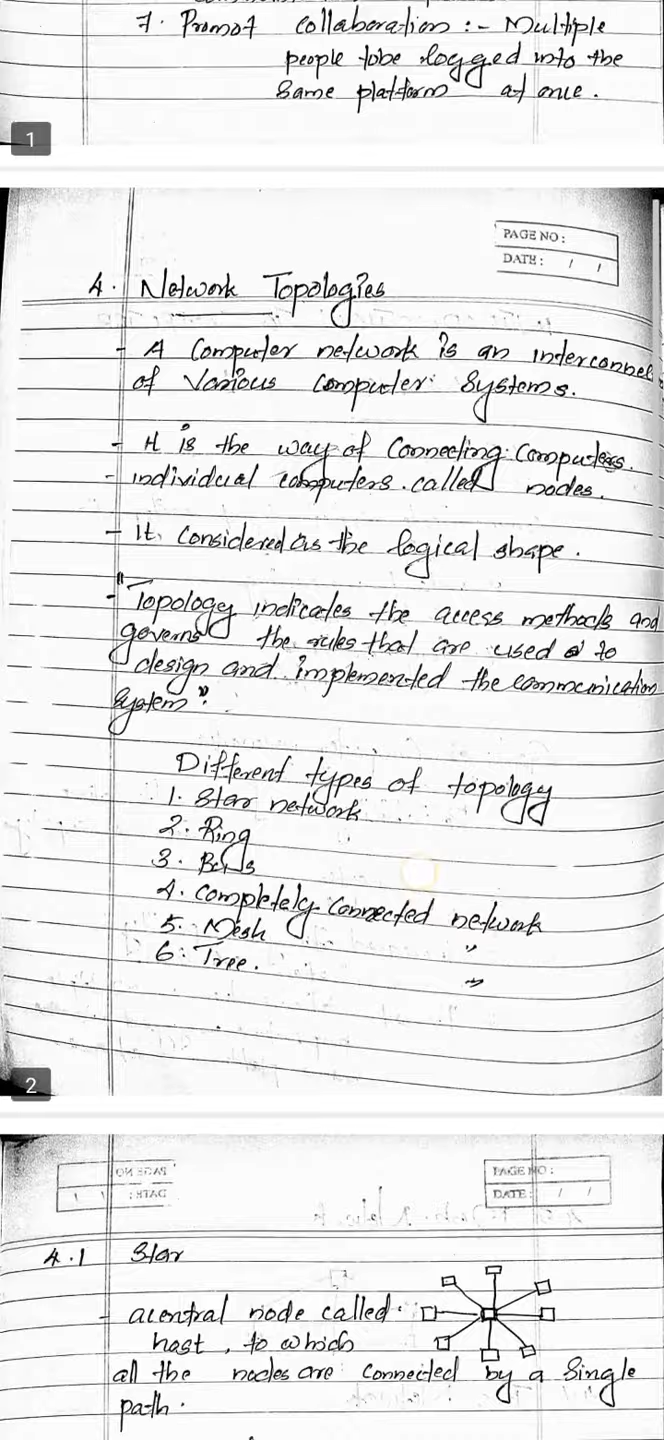 7. Promot collaboration :- Multiple
people tobe logged into the
same platform at once.
1
PAGE NO:
DATE: / /
4. Network Topologies
- A Computer network is an interconnec
of Various computer Systems.
- It is the way of Connecting Computers.
- individual computers called nodes.
- It. Considered as the logical shape.
- "Topology indicates the access methods and
governs the rules that are used to
design and implemented the communication
system".
Different types of topology
1. Star network
2. Ring
3. Bus
4. Completely Connected network
5. Mesh "
6. Tree. "
2
PAGE NO:
DATE: / /
PAGE NO:
DATE: / /
4.1 Star
- acentral node called
host, to which
all the nodes are connected by a Single
path.